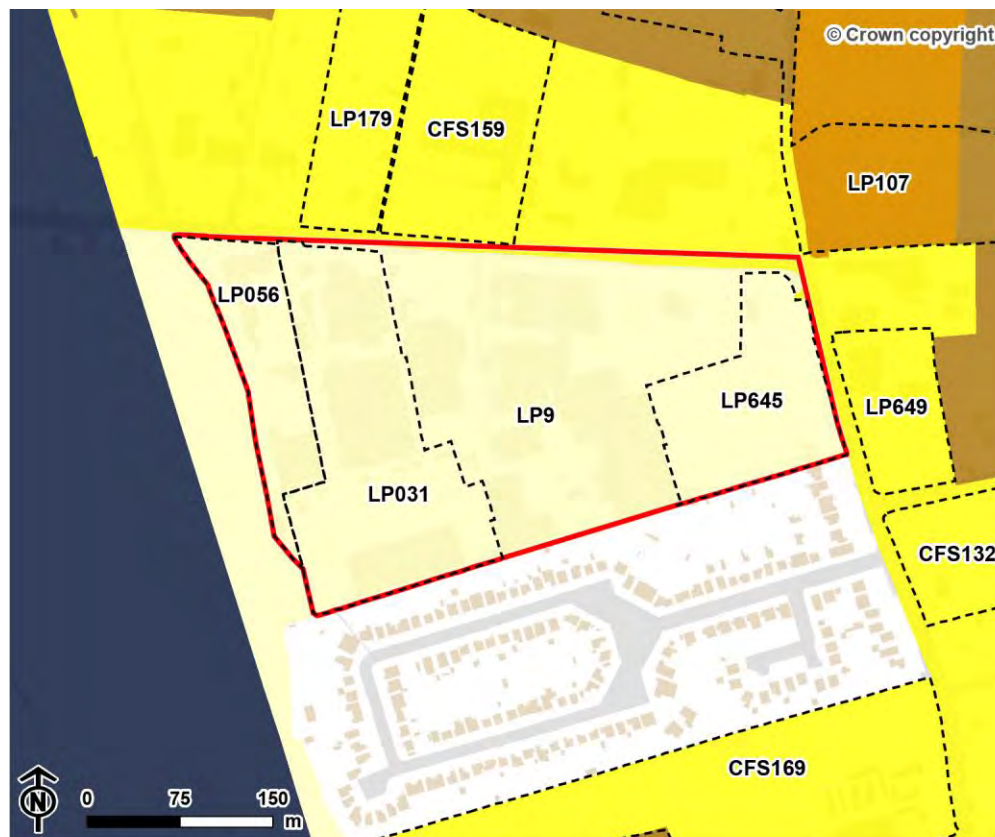 © Crown copyright
LP179
CFS159
LP107
LP056
LP9
LP645
LP649
LP031
CFS132
CFS169
N
0 75 150
m